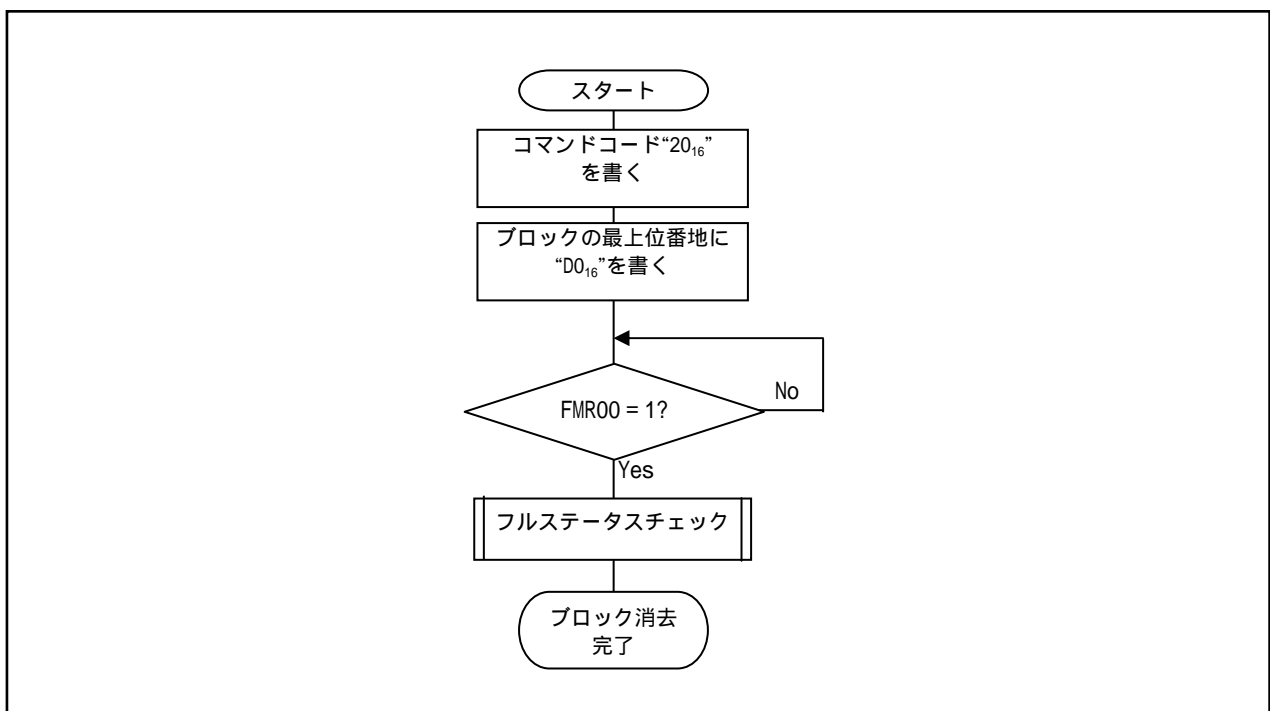 スタート
コマンドコード“20₁₆”
を書く
ブロックの最上位番地に
“D0₁₆”を書く
No
FMR00 = 1?
Yes
フルステータスチェック
ブロック消去
完了